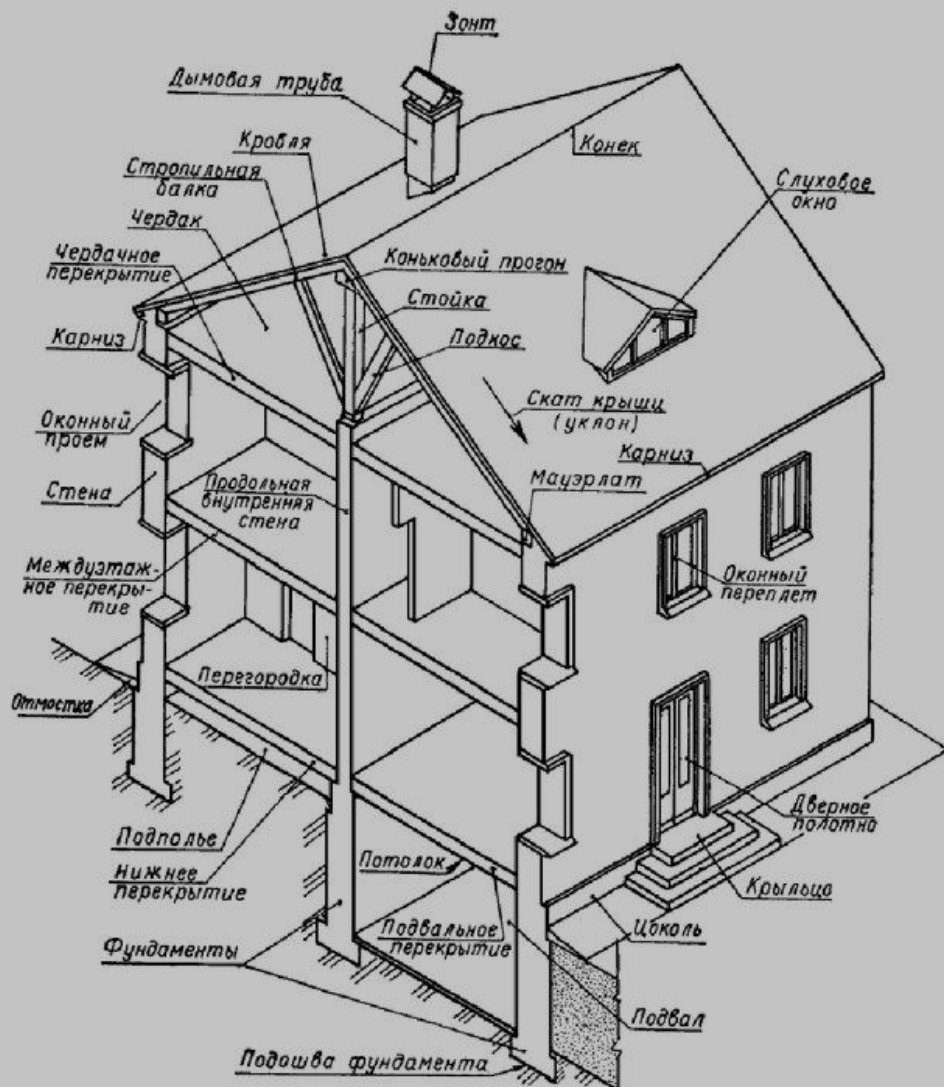 Зонт
Дымовая труба
Кровля
Конек
Стропильная
балка
Слуховое
окно
Чердак
Чердачное
перекрытие
Коньковый прогон
Стойка
Карниз
Подкос
Скат крыши
(уклон)
Оконный
проем
Карниз
Стена
Продольная
внутренняя
стена
Мауэрлат
Междуэтаж-
ное перекры-
тие
Оконный
переплет
Перегородка
Отмостка
Дверное
полотно
Подполье
Потолок
Нижнее
перекрытие
Крыльцо
Подвальное
перекрытие
Цоколь
Фундаменты
Подвал
Подошва фундамента